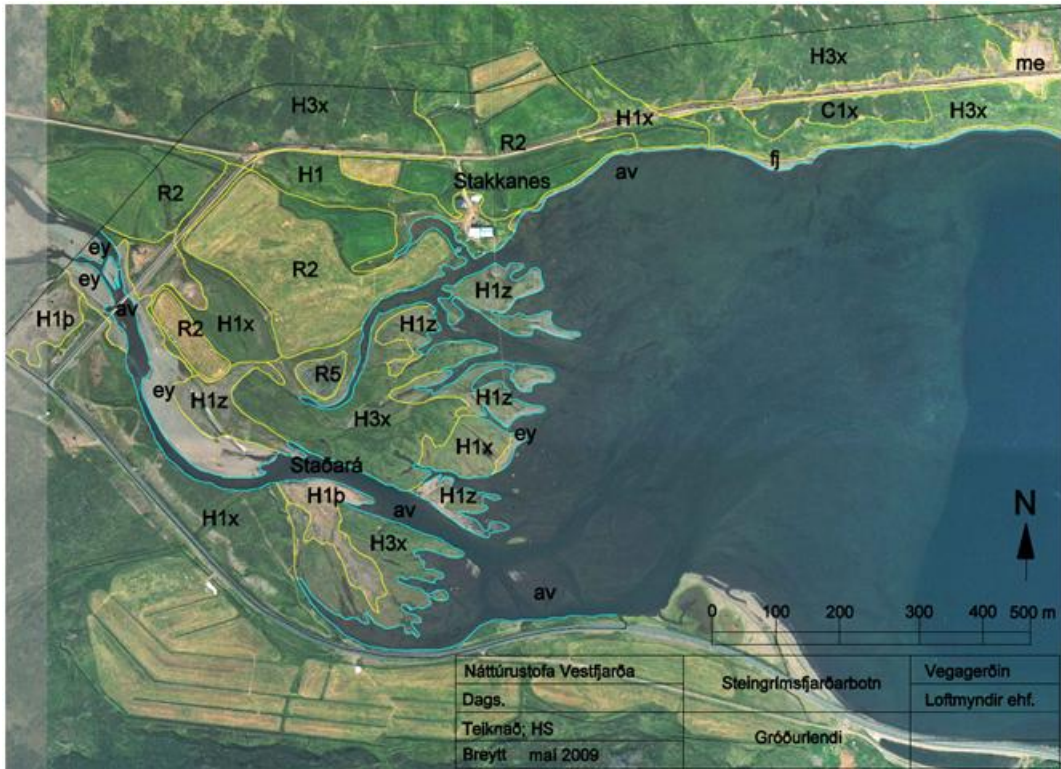 H3x
me
H3x
C1x
H3x
H1x
R2
fj
H1
av
R2
Stakkanes
ey
R2
ey
H1z
av
H1þ
R2
H1x
H1z
R5
ey
H1z
H1z
H3x
ey
H1x
Staðará
H1þ
H1z
av
H1x
H3x
N
av
0 100 200 300 400 500 m
Náttúrustofa Vestfjarða
Steingrímsfjarðarbotn
Vegagerðin
Dags.
Loftmyndir ehf.
Teiknað; HS
Gróðurlendi
Breytt maí 2009